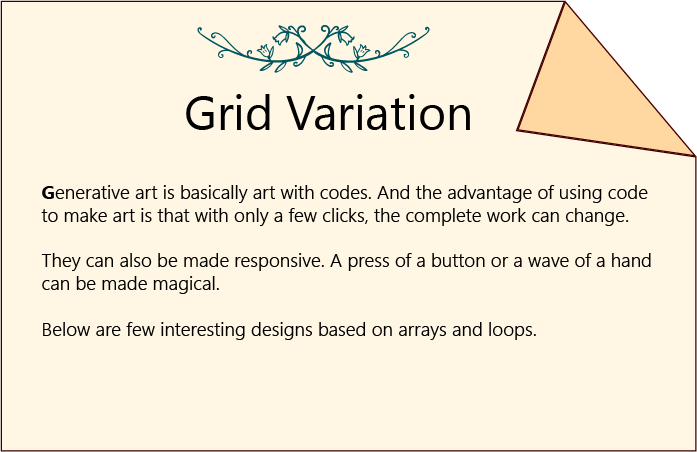 Grid Variation
Generative art is basically art with codes. And the advantage of using code
to make art is that with only a few clicks, the complete work can change.
They can also be made responsive. A press of a button or a wave of a hand
can be made magical.
Below are few interesting designs based on arrays and loops.